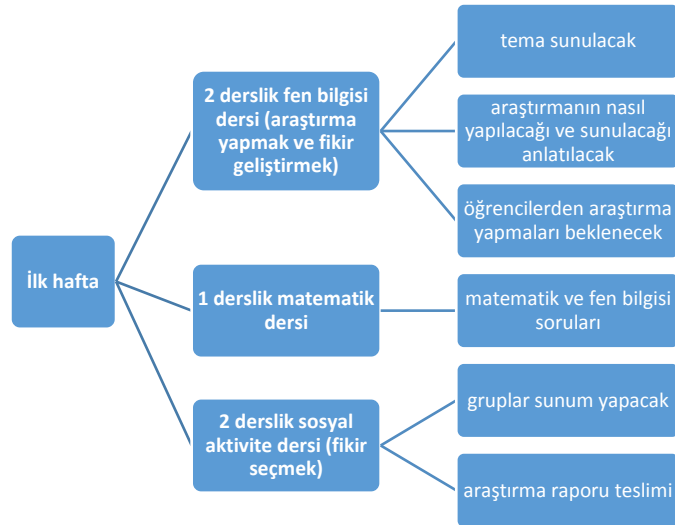 İlk hafta
2 derslik fen bilgisi
dersi (araştırma
yapmak ve fikir
geliştirmek)
tema sunulacak
araştırmanın nasıl
yapılacağı ve sunulacağı
anlatılacak
öğrencilerden araştırma
yapmaları beklenecek
1 derslik matematik
dersi
matematik ve fen bilgisi
soruları
2 derslik sosyal
aktivite dersi (fikir
seçmek)
gruplar sunum yapacak
araştırma raporu teslimi